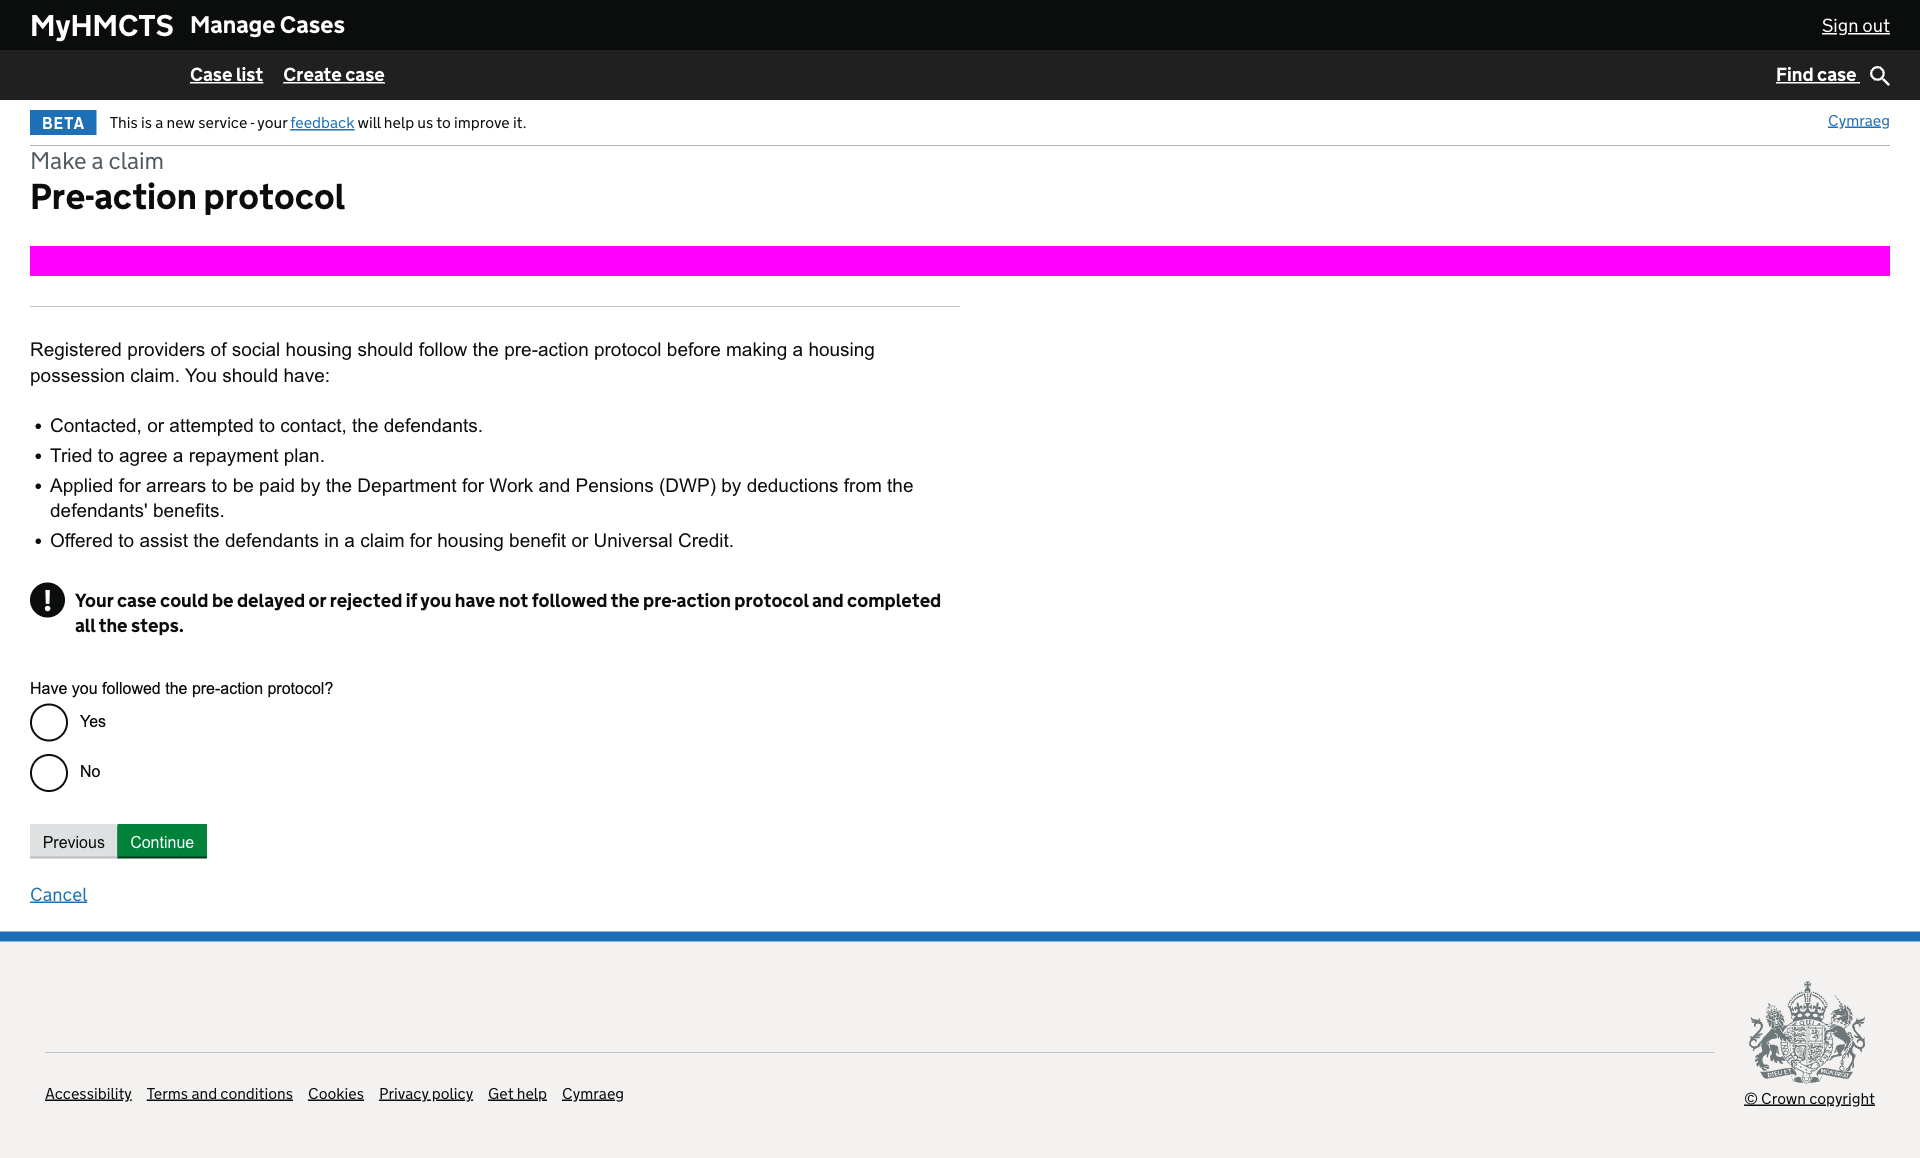 MyHMCTS Manage Cases Sign out
Case list Create case Find case
BETA This is a new service - your feedback will help us to improve it. Cymraeg
Make a claim
Pre-action protocol
Registered providers of social housing should follow the pre-action protocol before making a housing
possession claim. You should have:
• Contacted, or attempted to contact, the defendants.
• Tried to agree a repayment plan.
• Applied for arrears to be paid by the Department for Work and Pensions (DWP) by deductions from the
defendants' benefits.
• Offered to assist the defendants in a claim for housing benefit or Universal Credit.
! Your case could be delayed or rejected if you have not followed the pre-action protocol and completed
all the steps.
Have you followed the pre-action protocol?
Yes
No
Previous Continue
Cancel
Accessibility Terms and conditions Cookies Privacy policy Get help Cymraeg
© Crown copyright